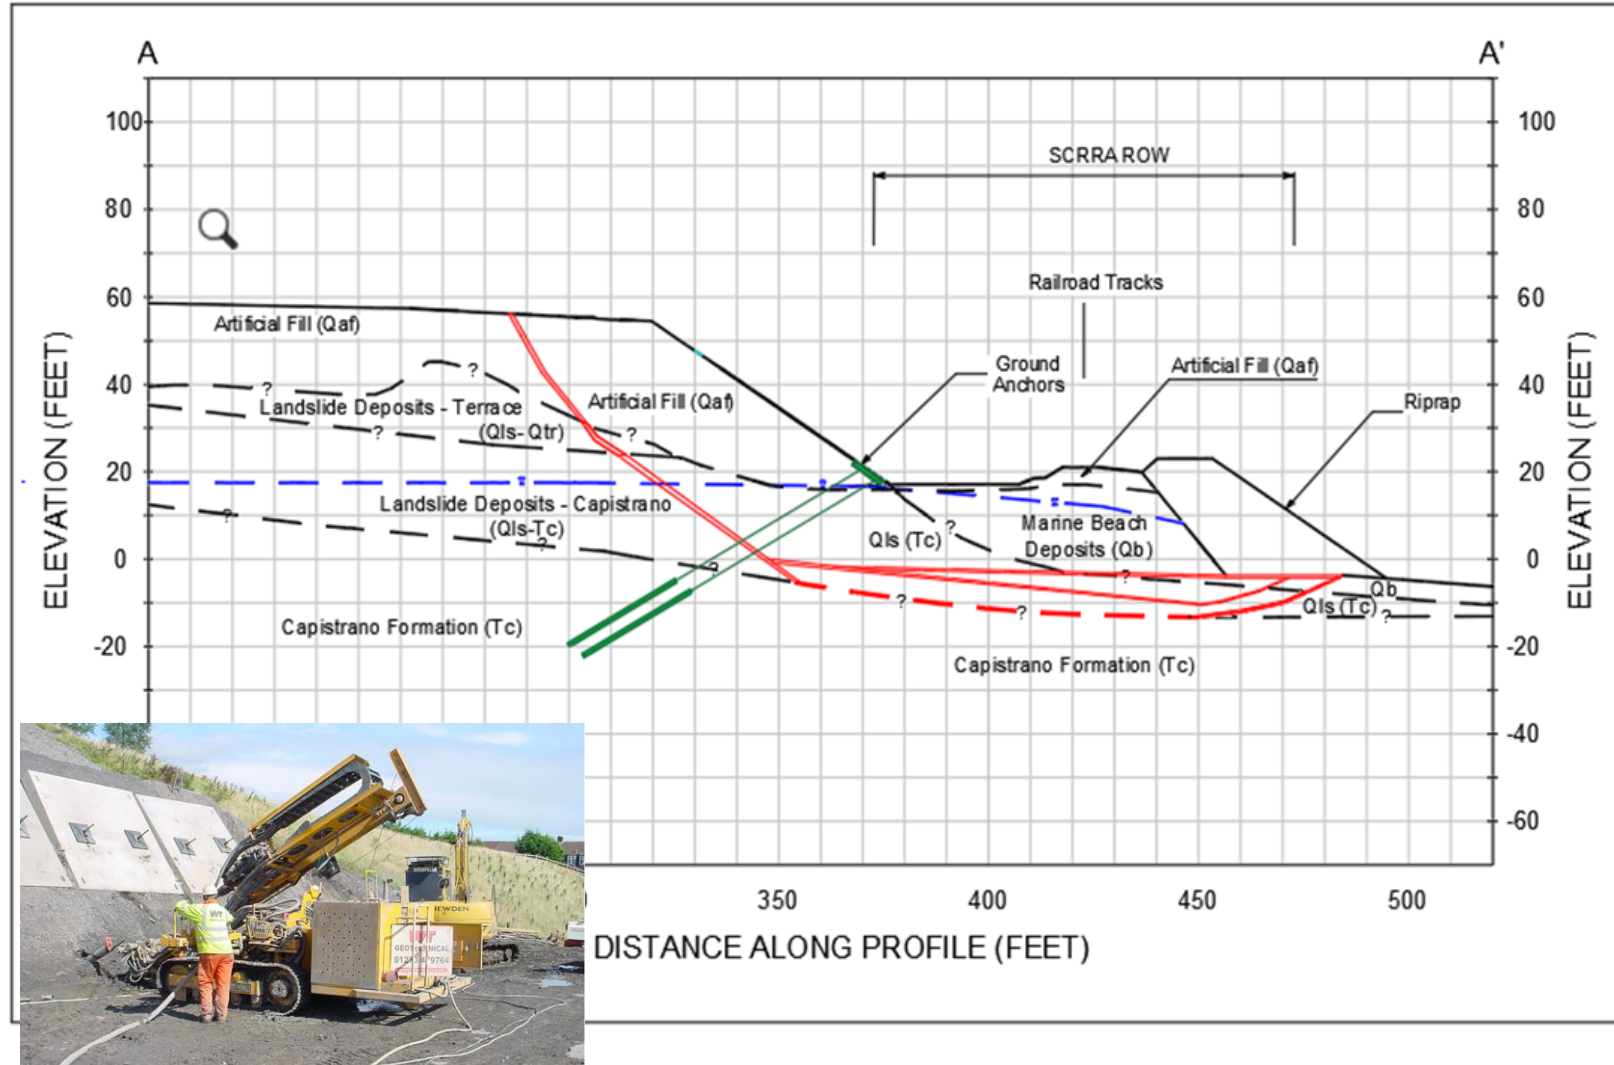 A
A'
100
100
SCRRA ROW
80
80
Railroad Tracks
60
60
Artificial Fill (Qaf)
Ground
Anchors
Artificial Fill (Qaf)
?
?
40
40
Artificial Fill (Qaf)
Riprap
Landslide Deposits - Terrace
(Qls-Qtr)
?
?
20
20
?
?
?
Landslide Deposits - Capistrano
(Qls-Tc)
?
?
?
Qls (Tc)
Marine Beach
Deposits (Qb)
0
0
?
?
Qb
?
?
Qls (Tc)
?
Capistrano Formation (Tc)
-20
-20
Capistrano Formation (Tc)
-40
-60
ELEVATION (FEET)
ELEVATION (FEET)
350
400
450
500
DISTANCE ALONG PROFILE (FEET)
WT
GEOTECHNICAL